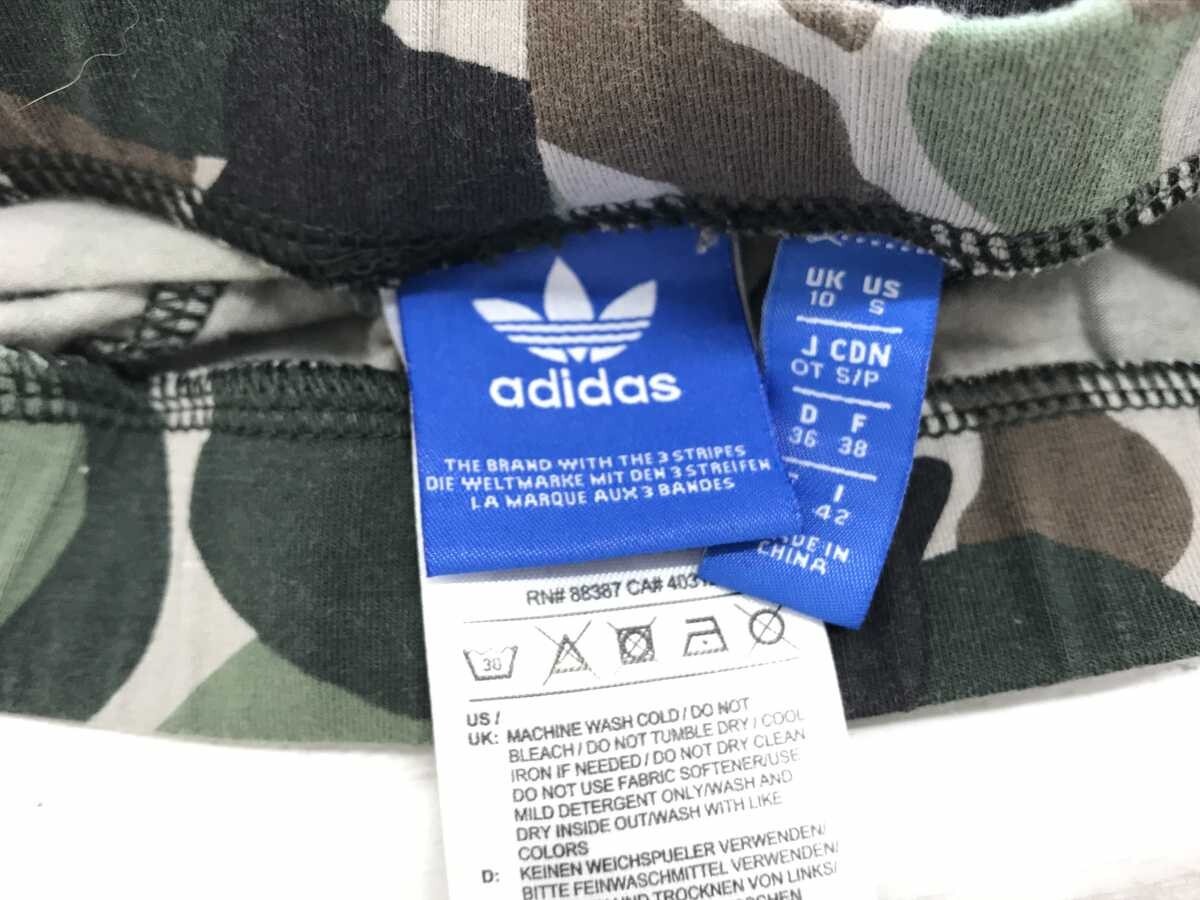 adidas
THE BRAND WITH THE 3 STRIPES
DIE WELTMARKE MIT DEN 3 STREIFEN
LA MARQUE AUX 3 BANDES
UK US
10 S
J CDN
OT S/P
D F
36 38
I
42
IN
CHINA
RN# 88387 CA#
30
US /
UK: MACHINE WASH COLD / DO NOT
BLEACH / DO NOT TUMBLE DRY / COOL
IRON IF NEEDED / DO NOT DRY CLEAN
DO NOT USE FABRIC SOFTENER/USE
MILD DETERGENT ONLY/WASH AND
DRY INSIDE OUT/WASH WITH LIKE
COLORS
D: KEINEN WEICHSPUELER VERWENDEN/
BITTE FEINWASCHMITTEL VERWENDEN/
UND TROCKNEN VON LINKS/